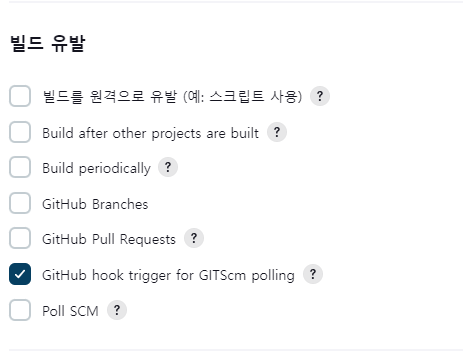 빌드 유발
빌드를 원격으로 유발 (예: 스크립트 사용) ?
Build after other projects are built ?
Build periodically ?
GitHub Branches
GitHub Pull Requests ?
GitHub hook trigger for GITScm polling ?
Poll SCM ?